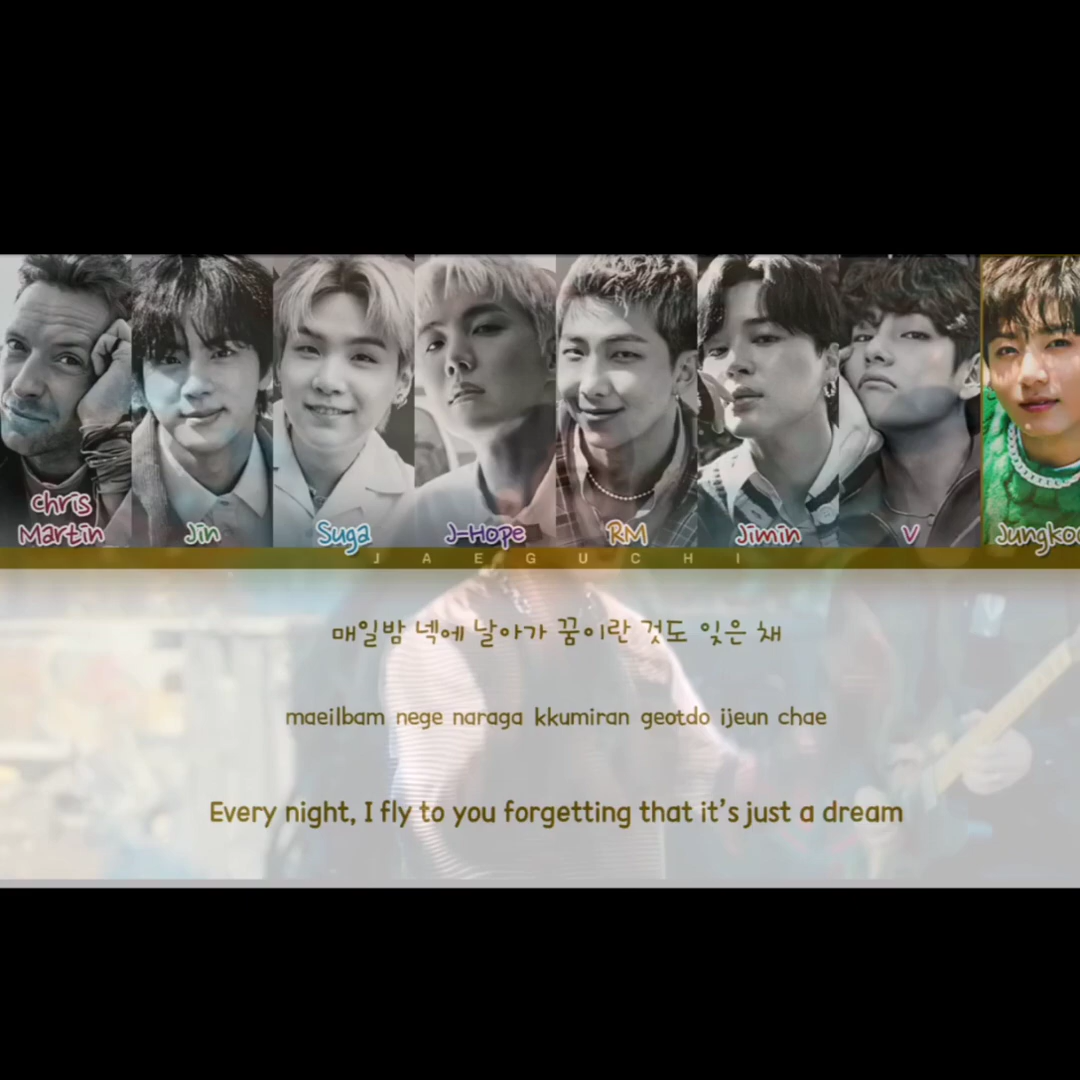 chris
Martin
Jin
Suga
J-Hope
RM
Jimin
V
Jungkoo
JAEGUCHI
매일밤 넥에 날아가 꿈이란 것도 잊은 채
maeilbam nege naraga kkumiran geotdo ijeun chae
Every night, I fly to you forgetting that it's just a dream